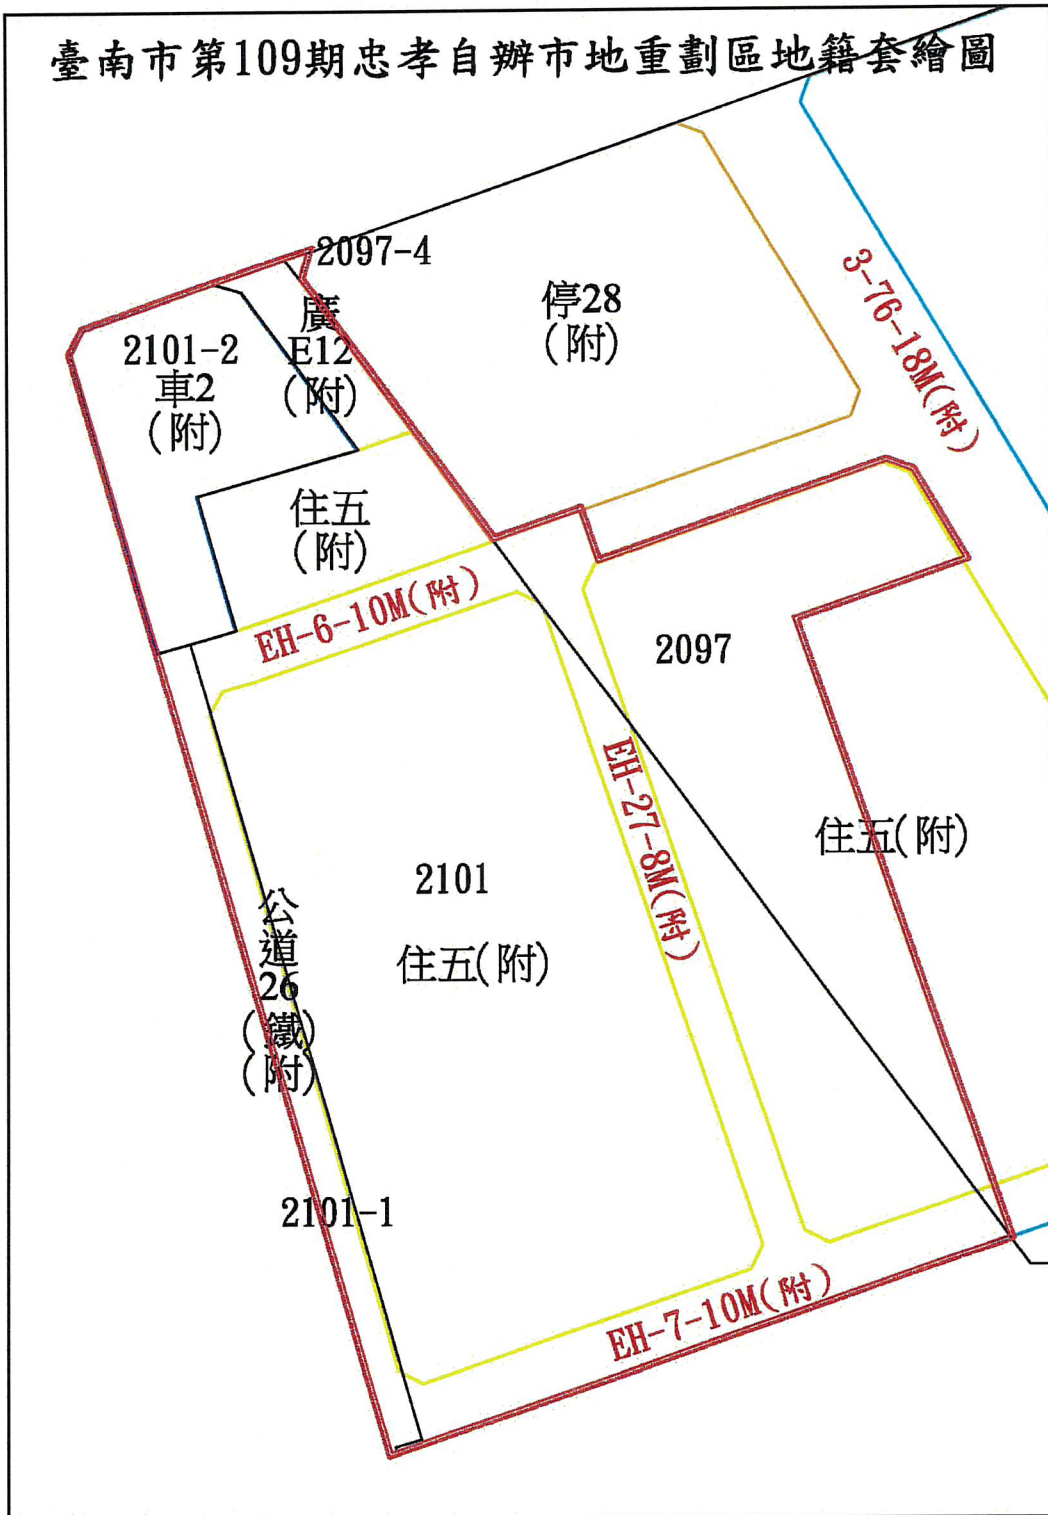 臺南市第109期忠孝自辦市地重劃區地籍套繪圖
2097-4
廣
E12
(附)
2101-2
車2
(附)
停28
(附)
3-76-18M(附)
住五
(附)
EH-6-10M(附)
2097
EH-27-8M(附)
住五(附)
2101
住五(附)
公
道
26
(鐵)
(附)
2101-1
EH-7-10M(附)